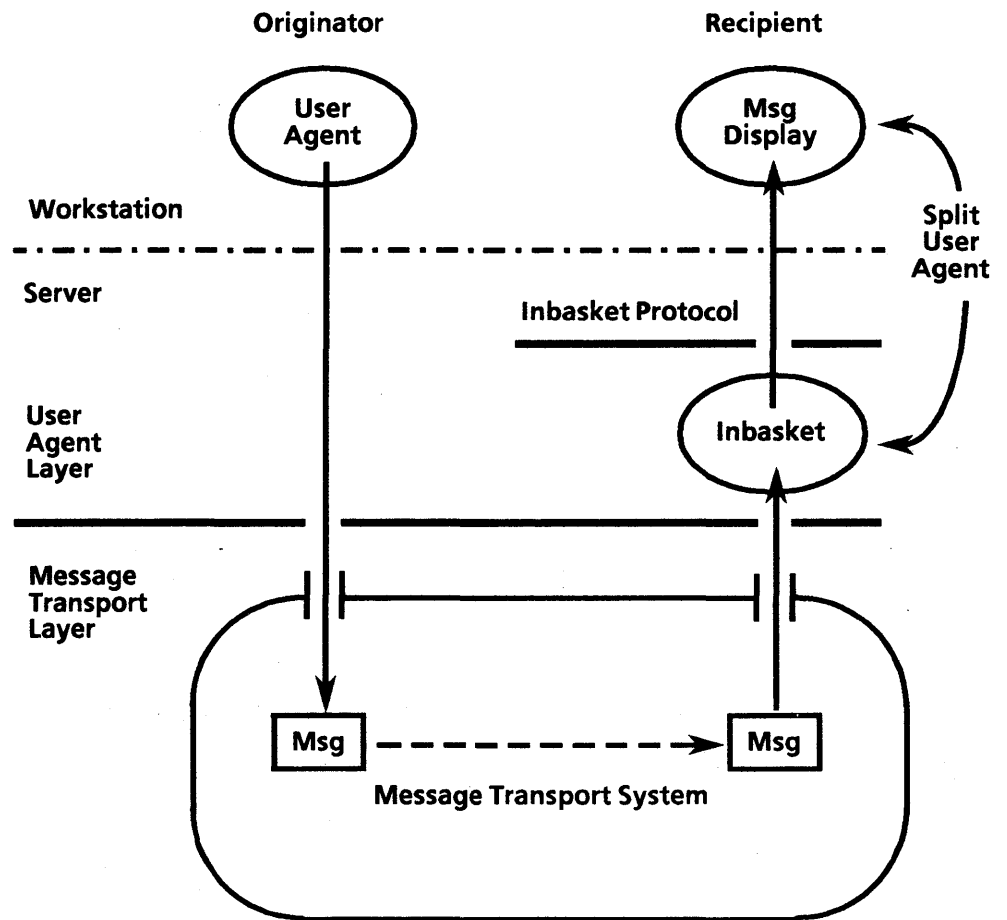 Originator
Recipient
User
Agent
Msg
Display
Workstation
Split
User
Agent
Server
Inbasket Protocol
User
Agent
Layer
Inbasket
Message
Transport
Layer
Msg
Msg
Message Transport System